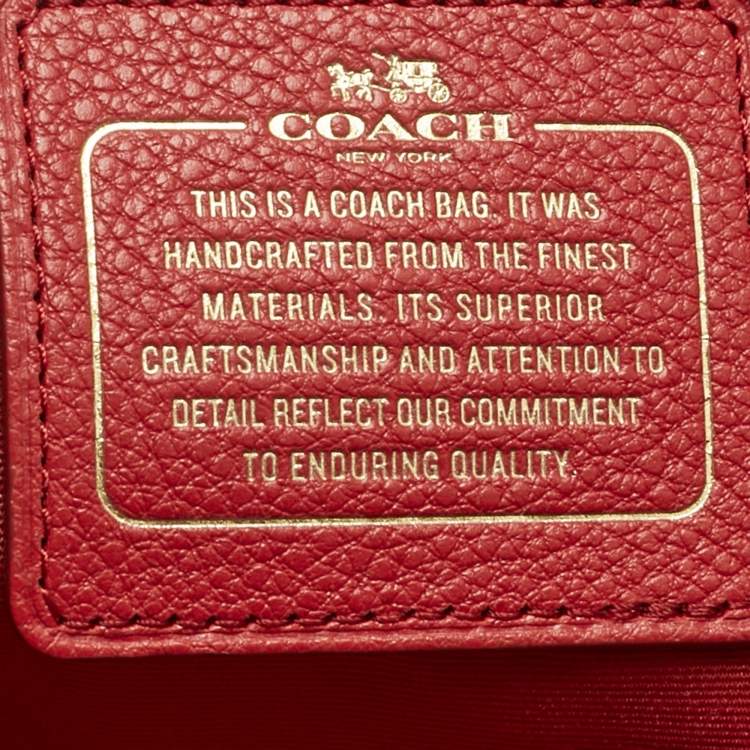 COACH
NEW YORK
THIS IS A COACH BAG. IT WAS
HANDCRAFTED FROM THE FINEST
MATERIALS. ITS SUPERIOR
CRAFTSMANSHIP AND ATTENTION TO
DETAIL REFLECT OUR COMMITMENT
TO ENDURING QUALITY.